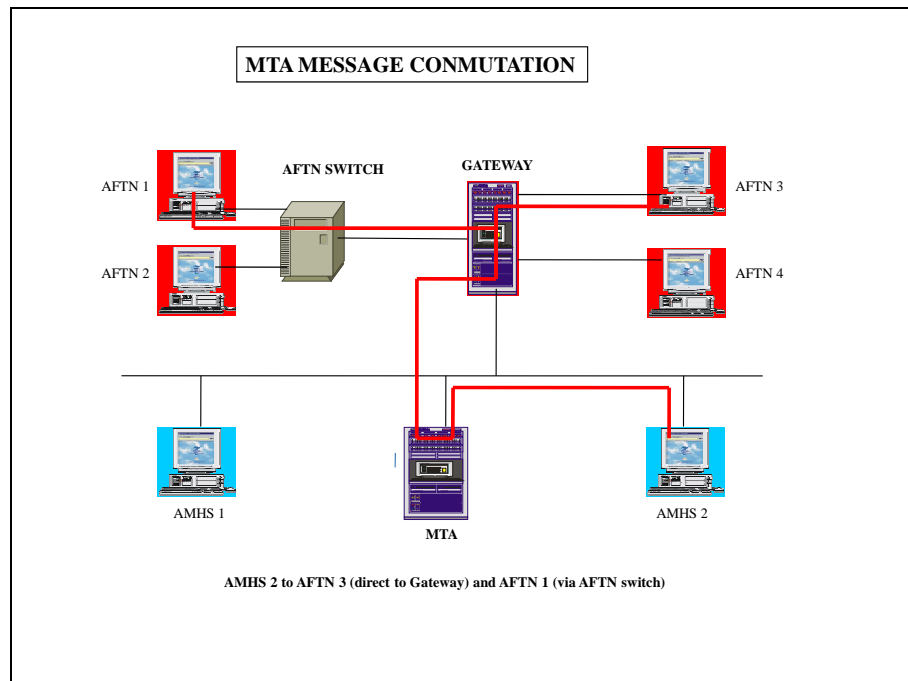 MTA MESSAGE CONMUTATION
AFTN SWITCH
GATEWAY
AFTN 1
AFTN 3
AFTN 2
AFTN 4
AMHS 1
MTA
AMHS 2
AMHS 2 to AFTN 3 (direct to Gateway) and AFTN 1 (via AFTN switch)